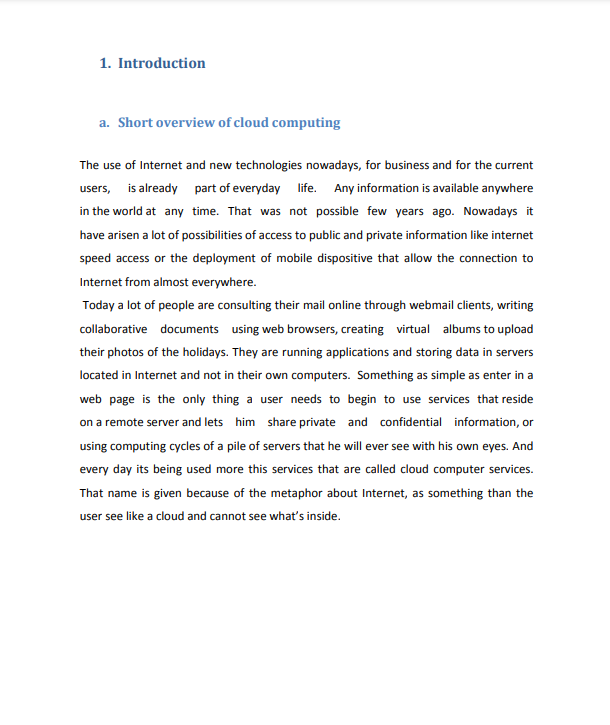 1. Introduction
a. Short overview of cloud computing
The use of Internet and new technologies nowadays, for business and for the current
users, is already part of everyday life. Any information is available anywhere
in the world at any time. That was not possible few years ago. Nowadays it
have arisen a lot of possibilities of access to public and private information like internet
speed access or the deployment of mobile dispositive that allow the connection to
Internet from almost everywhere.
Today a lot of people are consulting their mail online through webmail clients, writing
collaborative documents using web browsers, creating virtual albums to upload
their photos of the holidays. They are running applications and storing data in servers
located in Internet and not in their own computers. Something as simple as enter in a
web page is the only thing a user needs to begin to use services that reside
on a remote server and lets him share private and confidential information, or
using computing cycles of a pile of servers that he will ever see with his own eyes. And
every day its being used more this services that are called cloud computer services.
That name is given because of the metaphor about Internet, as something than the
user see like a cloud and cannot see what's inside.